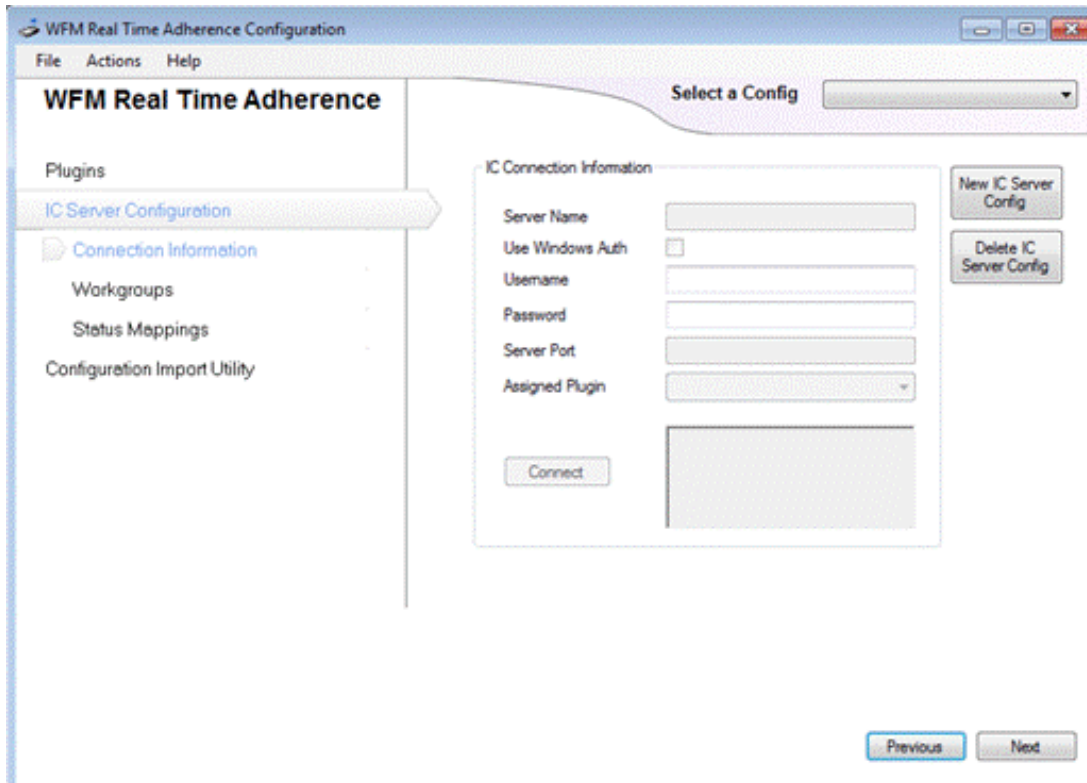 WFM Real Time Adherence Configuration
File Actions Help
WFM Real Time Adherence
Select a Config
Plugins
IC Server Configuration
Connection Information
Workgroups
Status Mappings
Configuration Import Utility
IC Connection Information
Server Name
Use Windows Auth
Username
Password
Server Port
Assigned Plugin
Connect
New IC Server
Config
Delete IC
Server Config
Previous Next